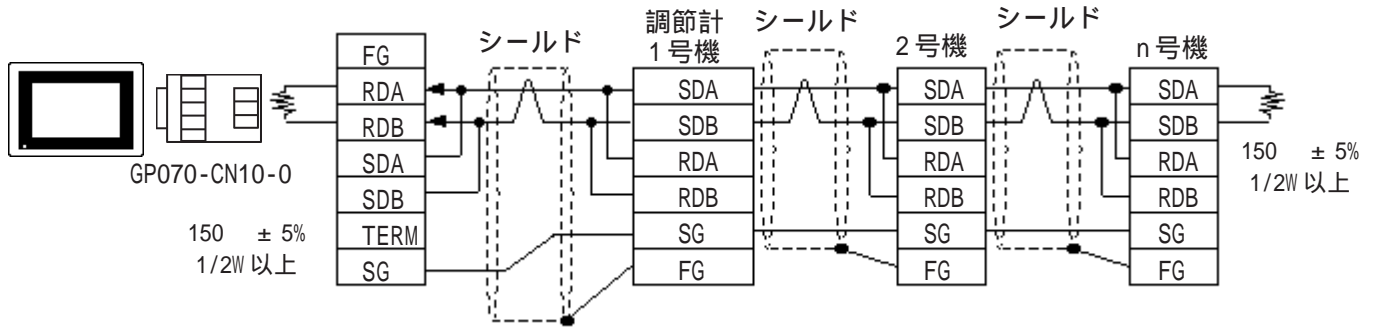 GP070-CN10-0
150 ± 5%
1/2W 以上
FG
RDA
RDB
SDA
SDB
TERM
SG
シールド
調節計
1号機
SDA
SDB
RDA
RDB
SG
FG
シールド
2号機
SDA
SDB
RDA
RDB
SG
FG
シールド
n号機
SDA
SDB
RDA
RDB
SG
FG
150 ± 5%
1/2W 以上